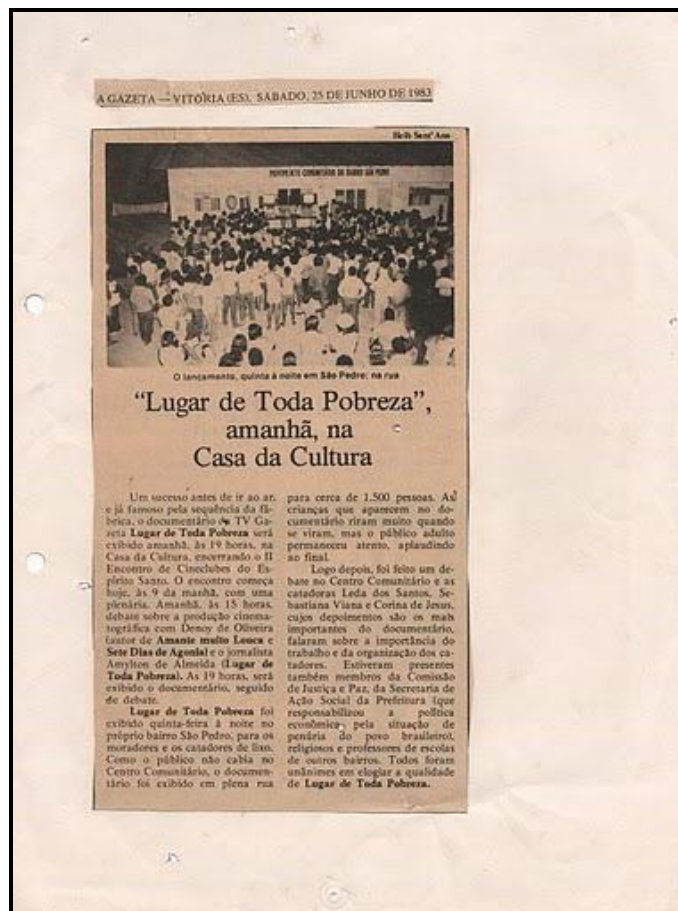 A GAZETA — VITÓRIA (ES), SÁBADO, 25 DE JUNHO DE 1983
MOVIMENTO COMUNITÁRIO DO BAIRRO SÃO PEDRO
O lançamento, quinta à noite em São Pedro: na rua
“Lugar de Toda Pobreza”,
amanhã, na
Casa da Cultura
Um sucesso antes de ir ao ar,
e já famoso pela sequência da fá-
brica, o documentário da TV Ga-
zeta Lugar de Toda Pobreza será
exibido amanhã, às 19 horas, na
Casa da Cultura, encerrando o II
Encontro de Cineclubes do Es-
pírito Santo. O encontro começa
hoje, às 9 da manhã, com uma
plenária. Amanhã, às 15 horas,
debate sobre a produção cinema-
tográfica com Denoy de Oliveira
(autor de Amante muito Louca e
Sete Dias de Agonia) e o jornalista
Amylton de Almeida (Lugar de
Toda Pobreza). Às 19 horas, será
exibido o documentário, seguido
de debate.
Lugar de Toda Pobreza foi
exibido quinta-feira à noite no
próprio bairro São Pedro, para os
moradores e os catadores de lixo.
Como o público não cabia no
Centro Comunitário, o documen-
tário foi exibido em plena rua
para cerca de 1.500 pessoas. As
crianças que aparecem no do-
cumentário riram muito quando
se viram, mas o público adulto
permaneceu atento, aplaudindo
ao final.
Logo depois, foi feito um de-
bate no Centro Comunitário e as
catadoras Leda dos Santos, Se-
bastiana Viana e Corina de Jesus,
cujos depoimentos são os mais
importantes do documentário,
falaram sobre a importância do
trabalho e da organização dos ca-
tadores. Estiveram presentes
também membros da Comissão
de Justiça e Paz, da Secretaria de
Ação Social da Prefeitura (que
responsabilizou a política
econômica pela situação de
penúria do povo brasileiro),
religiosos e professores de escolas
de outros bairros. Todos foram
unânimes em elogiar a qualidade
de Lugar de Toda Pobreza.